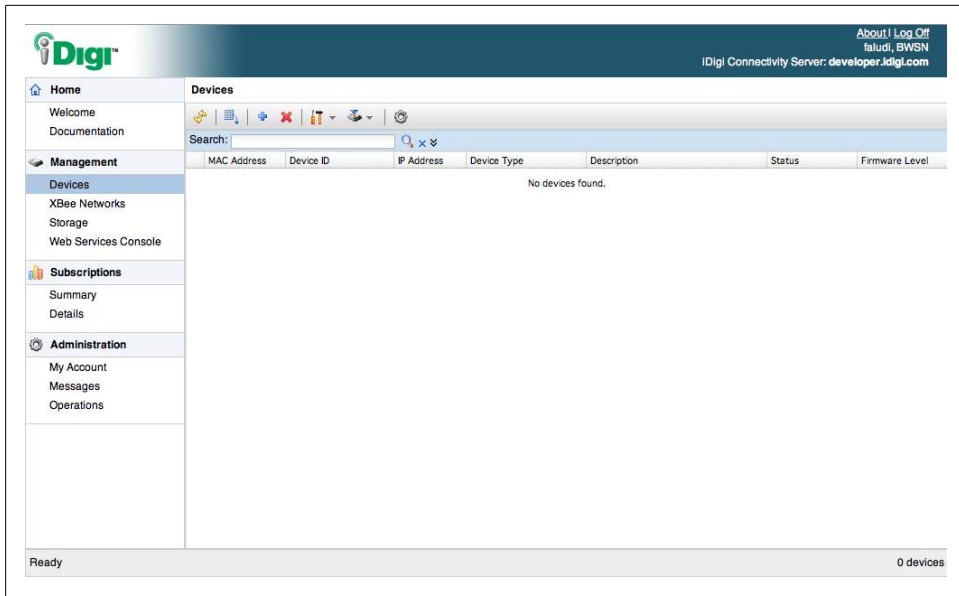 iDigi™
About | Log Off
faludi, BWSN
iDigi Connectivity Server: developer.idigi.com
Home
Welcome
Documentation
Management
Devices
XBee Networks
Storage
Web Services Console
Subscriptions
Summary
Details
Administration
My Account
Messages
Operations
Devices
Search:
MAC Address Device ID IP Address Device Type Description Status Firmware Level
No devices found.
Ready
0 devices